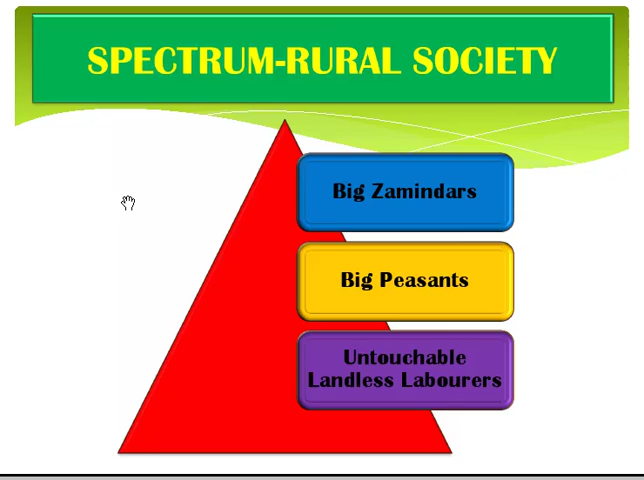 SPECTRUM-RURAL SOCIETY
Big Zamindars
Big Peasants
Untouchable
Landless Labourers